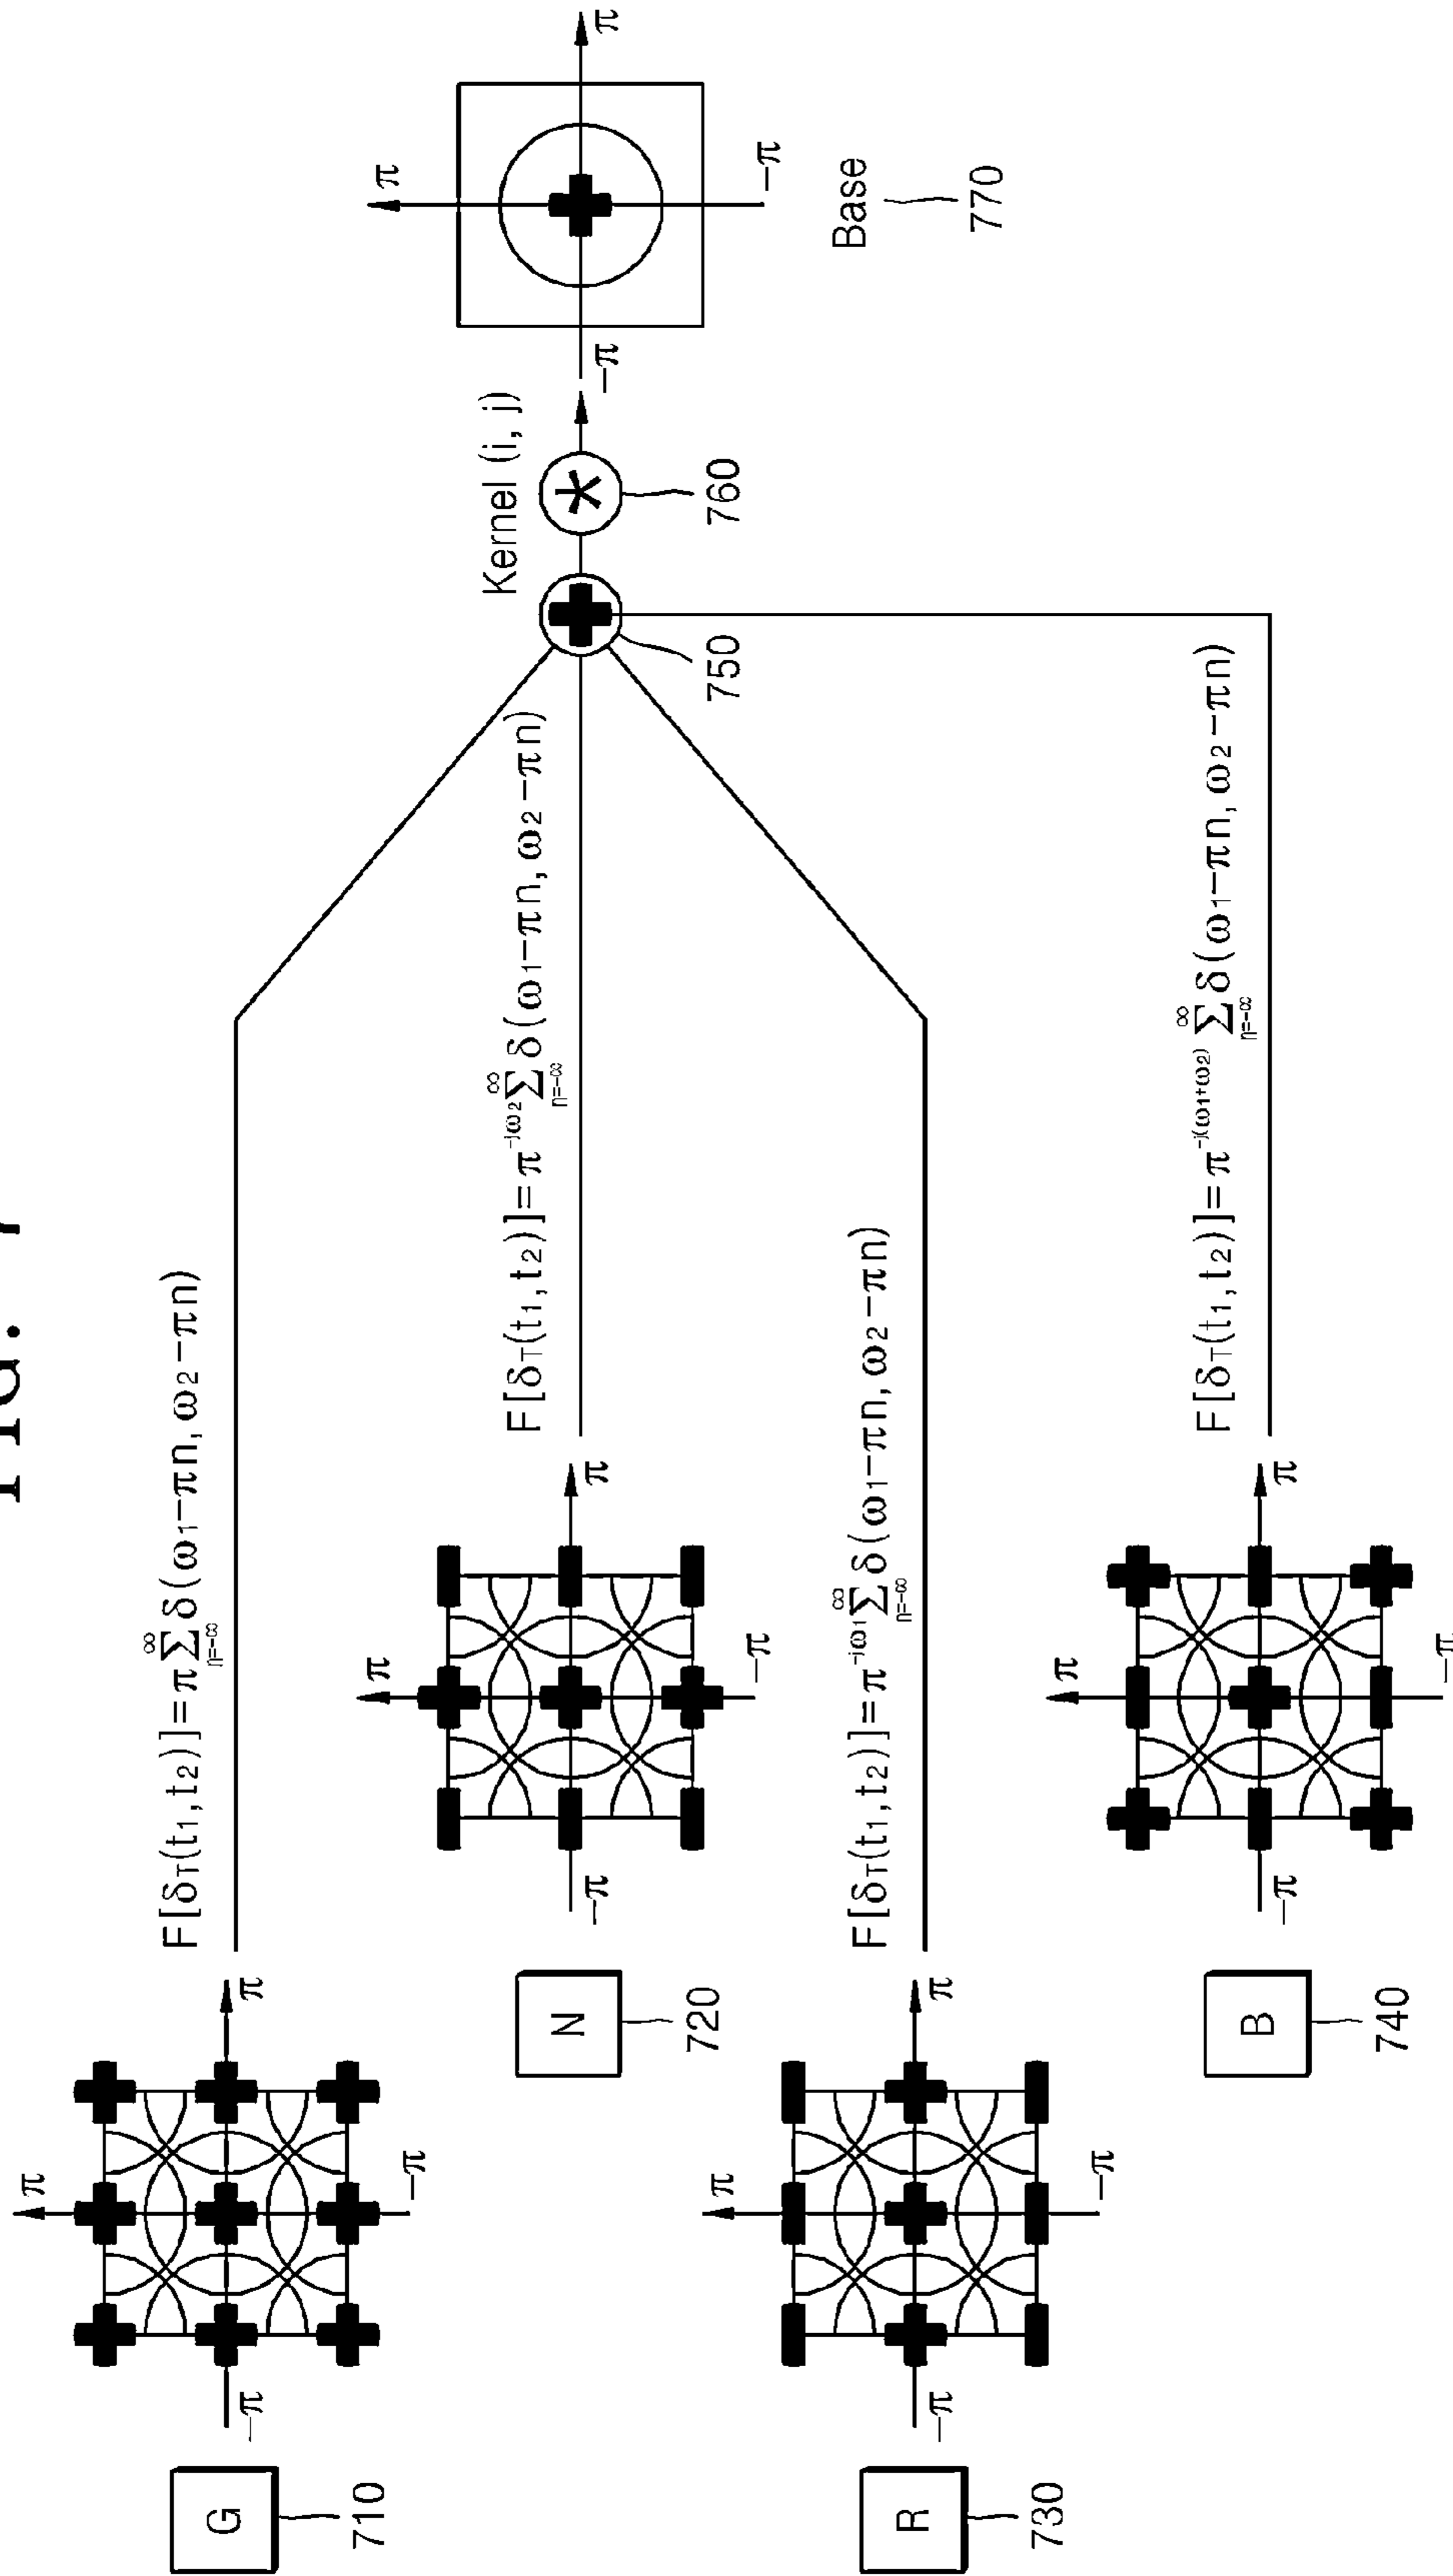 FIG. 7
G
710
π
-π
π
-π
F[δT(t1,t2)]=π∑n=-∞∞δ(ω1-πn,ω2-πn)
N
720
π
-π
π
-π
F[δT(t1,t2)]=π-jω2∑n=-∞∞δ(ω1-πn,ω2-πn)
R
730
π
-π
π
-π
F[δT(t1,t2)]=π-jω1∑n=-∞∞δ(ω1-πn,ω2-πn)
B
740
π
-π
π
-π
F[δT(t1,t2)]=π-j(ω1+ω2)∑n=-∞∞δ(ω1-πn,ω2-πn)
750
Kernel (i, j)
*
760
π
-π
π
-π
Base
770